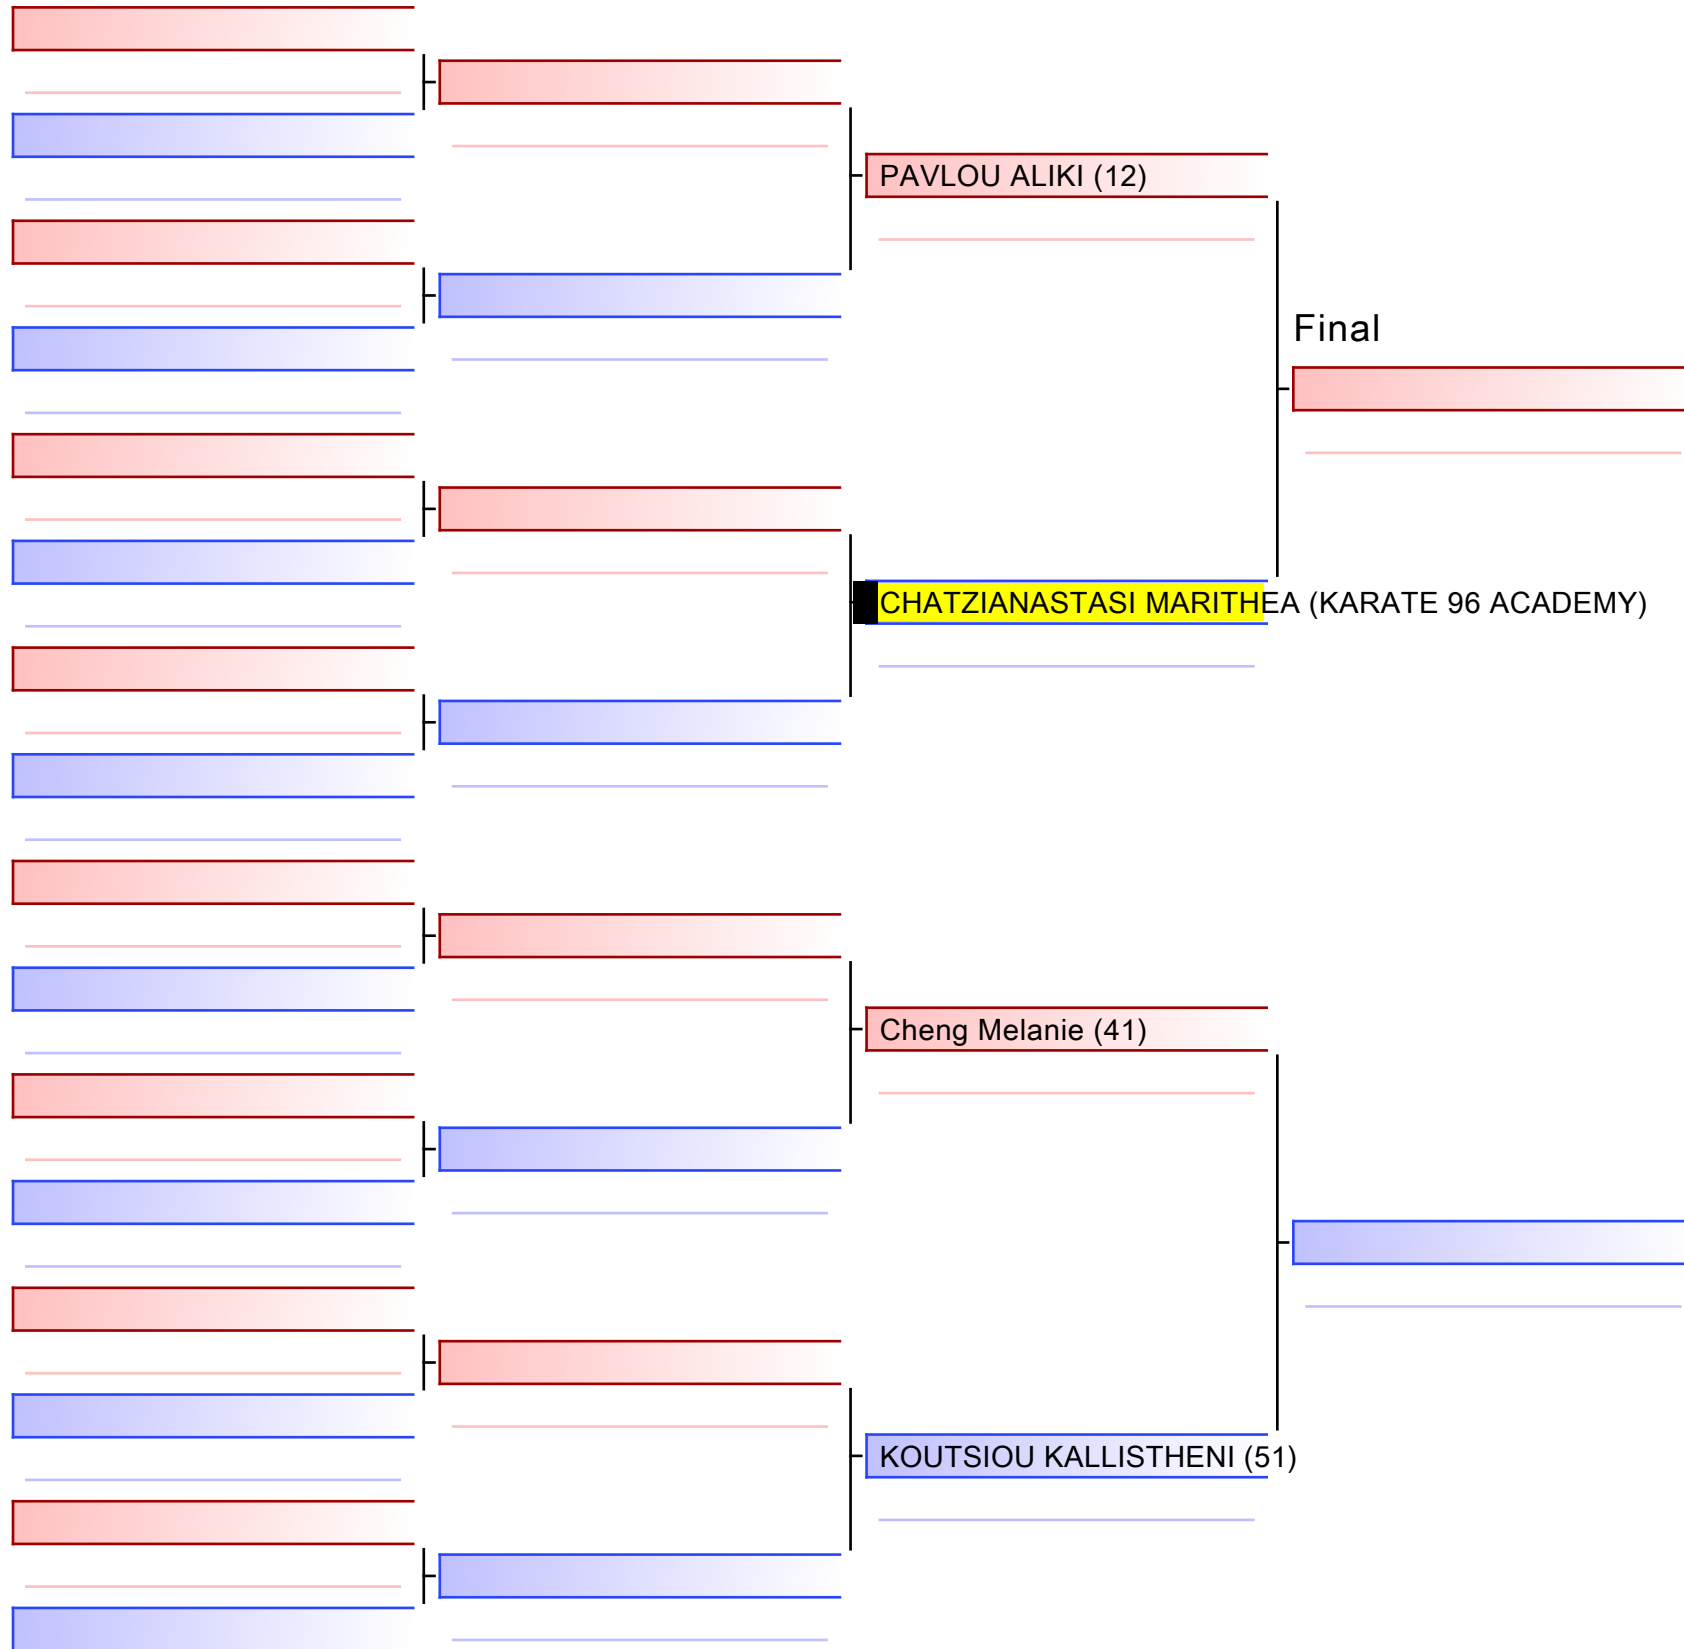 PAVLOU ALIKI (12)
Final
CHATZIANASTASI MARITHEA (KARATE 96 ACADEMY)
Cheng Melanie (41)
KOUTSIOU KALLISTHENI (51)